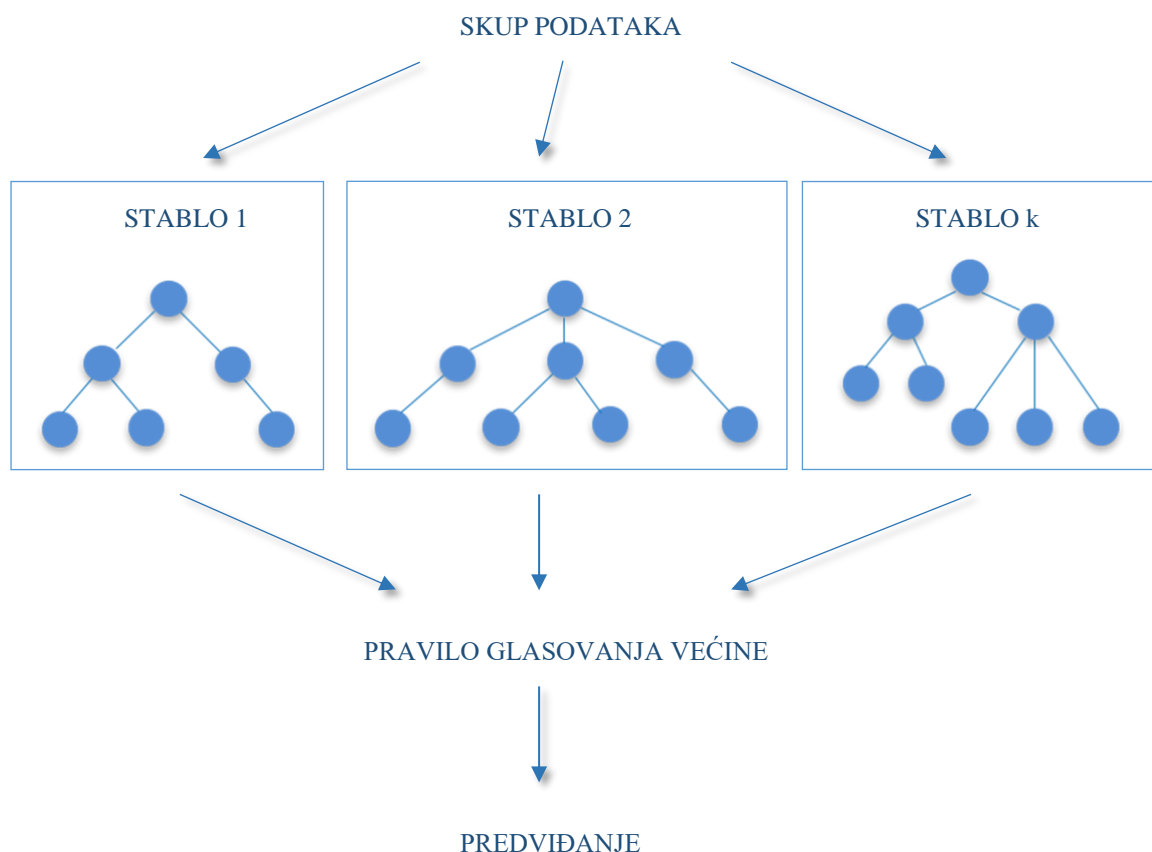 SKUP PODATAKA
STABLO 1
STABLO 2
STABLO k
PRAVILO GLASOVANJA VEĆINE
PREDVIĐANJE